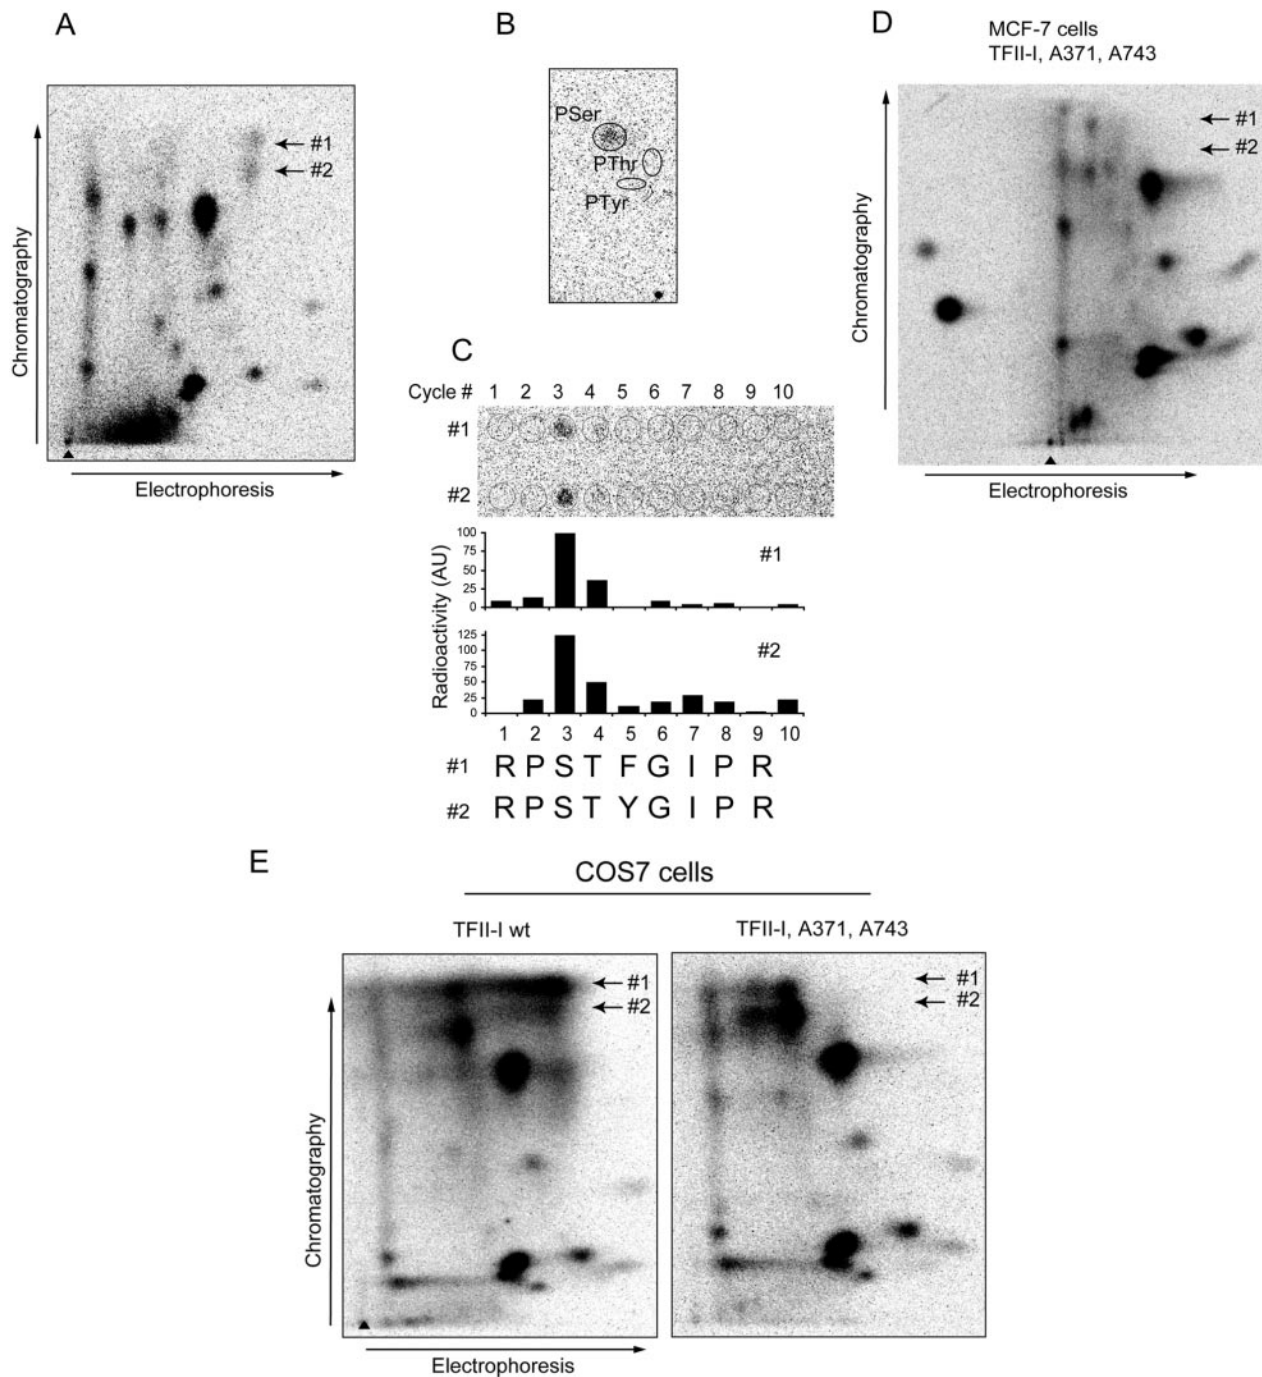 A
#1
#2
Chromatography
Electrophoresis
B
PSer
PThr
PTyr
C
Cycle # 1 2 3 4 5 6 7 8 9 10
#1
#2
Radioactivity (AU)
100
75
50
25
0
#1
125
100
75
50
25
0
#2
1 2 3 4 5 6 7 8 9 10
#1 R P S T F G I P R
#2 R P S T Y G I P R
D
MCF-7 cells
TFII-I, A371, A743
#1
#2
Chromatography
Electrophoresis
E
COS7 cells
TFII-I wt
#1
#2
Chromatography
Electrophoresis
TFII-I, A371, A743
#1
#2